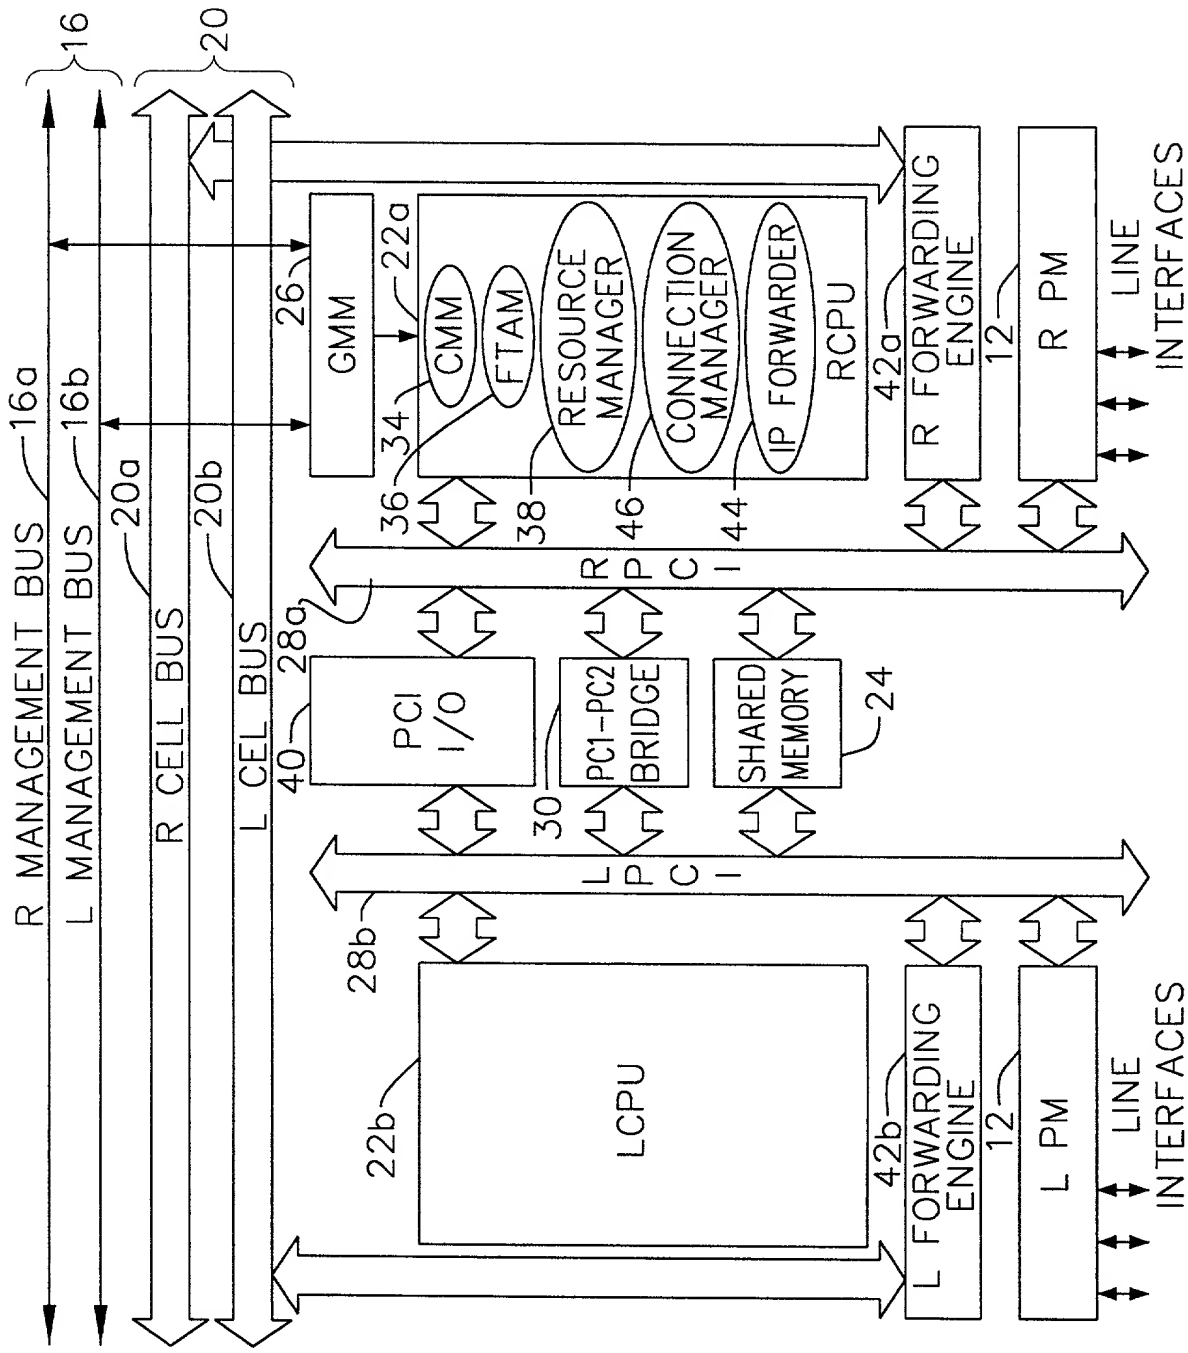 R MANAGEMENT BUS 16a
L MANAGEMENT BUS 16b
16
20a
R CELL BUS
20b
L CEL BUS
20
40
28a
26
PCI
I/O
GMM
28b
22b
22a
34
CMM
36
FTAM
LCPU
30
PC1-PC2
BRIDGE
38
RESOURCE
MANAGER
L
P
C
I
R
P
C
I
46
CONNECTION
MANAGER
SHARED
MEMORY
24
44
IP FORWARDER
RCPU
42b
L FORWARDING
ENGINE
42a
R FORWARDING
ENGINE
12
L PM
12
R PM
LINE
INTERFACES
LINE
INTERFACES